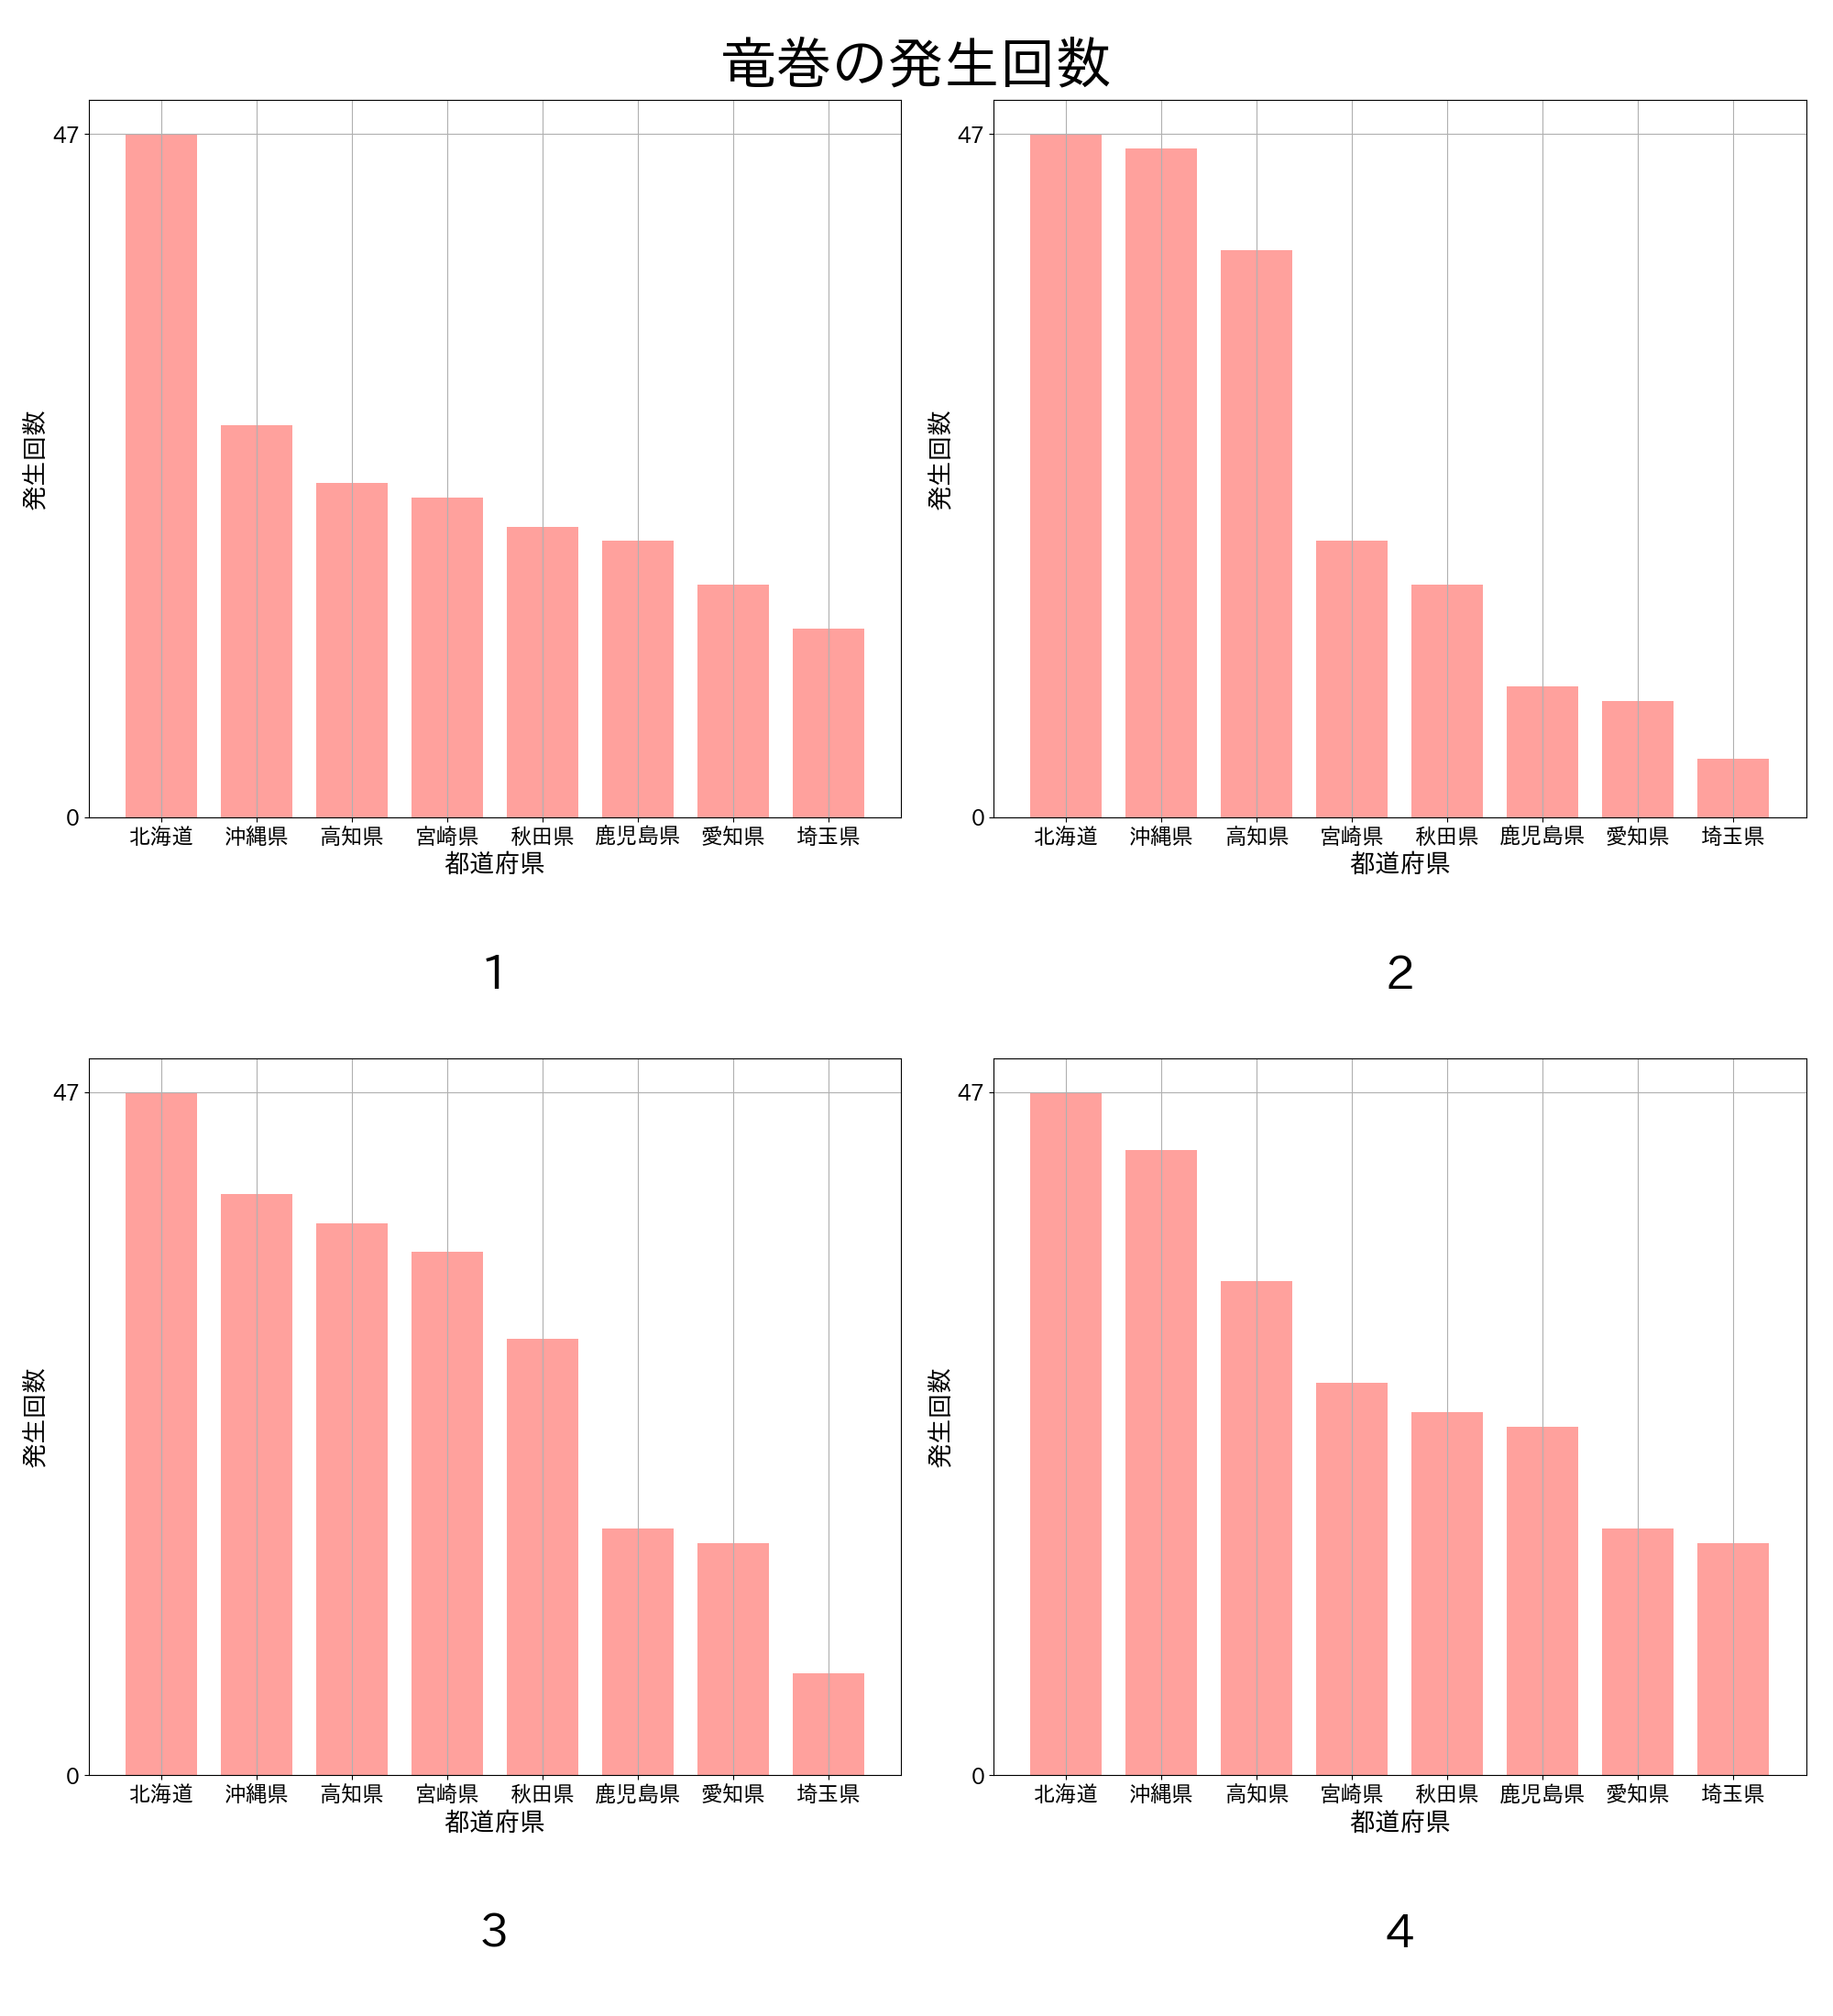 竜巻の発生回数
47
0
発生回数
北海道 沖縄県 高知県 宮崎県 秋田県 鹿児島県 愛知県 埼玉県
都道府県
1
47
0
発生回数
北海道 沖縄県 高知県 宮崎県 秋田県 鹿児島県 愛知県 埼玉県
都道府県
2
47
0
発生回数
北海道 沖縄県 高知県 宮崎県 秋田県 鹿児島県 愛知県 埼玉県
都道府県
3
47
0
発生回数
北海道 沖縄県 高知県 宮崎県 秋田県 鹿児島県 愛知県 埼玉県
都道府県
4